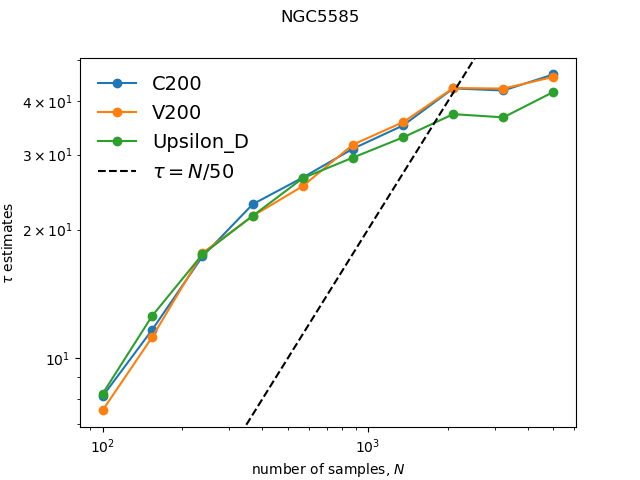 NGC5585
C200
V200
Upsilon_D
τ = N/50
4 × 10¹
3 × 10¹
2 × 10¹
10¹
τ estimates
10²
10³
number of samples, N